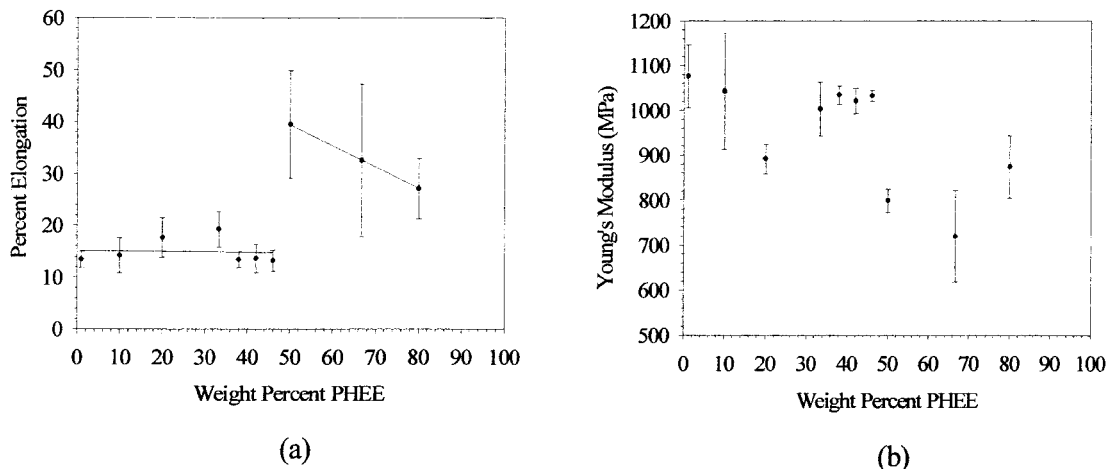 60
50
40
30
20
10
0
Percent Elongation
0 10 20 30 40 50 60 70 80 90 100
Weight Percent PHEE
(a)
1200
1100
1000
900
800
700
600
500
Young's Modulus (MPa)
0 10 20 30 40 50 60 70 80 90 100
Weight Percent PHEE
(b)